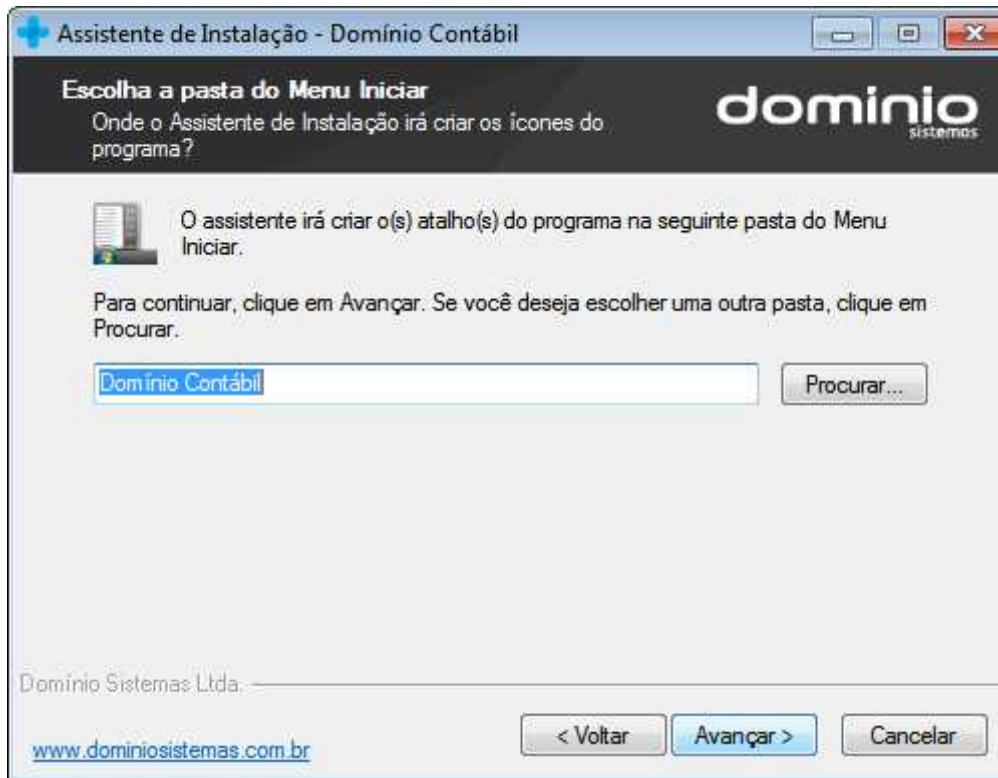 Assistente de Instalação - Domínio Contábil
Escolha a pasta do Menu Iniciar
Onde o Assistente de Instalação irá criar os ícones do
programa?
dominio
sistemas
O assistente irá criar o(s) atalho(s) do programa na seguinte pasta do Menu
Iniciar.
Para continuar, clique em Avançar. Se você deseja escolher uma outra pasta, clique em
Procurar.
Domínio Contábil
Procurar...
Domínio Sistemas Ltda.
www.dominiosistemas.com.br
< Voltar
Avançar >
Cancelar